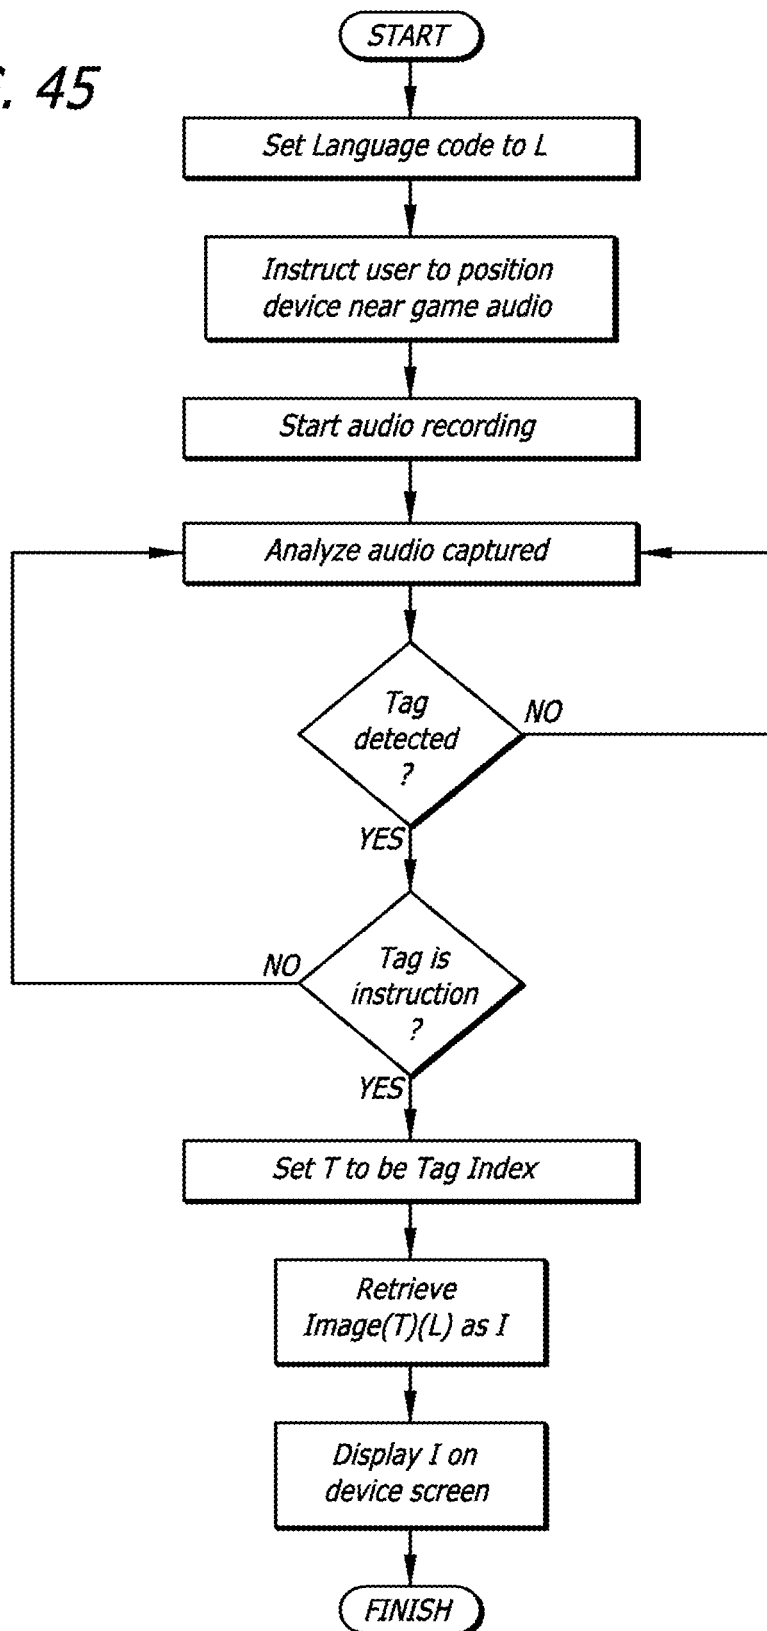 . 45
START
Set Language code to L
Instruct user to position
device near game audio
Start audio recording
Analyze audio captured
Tag
detected
?
NO
YES
Tag is
instruction
?
NO
YES
Set T to be Tag Index
Retrieve
Image(T)(L) as I
Display I on
device screen
FINISH